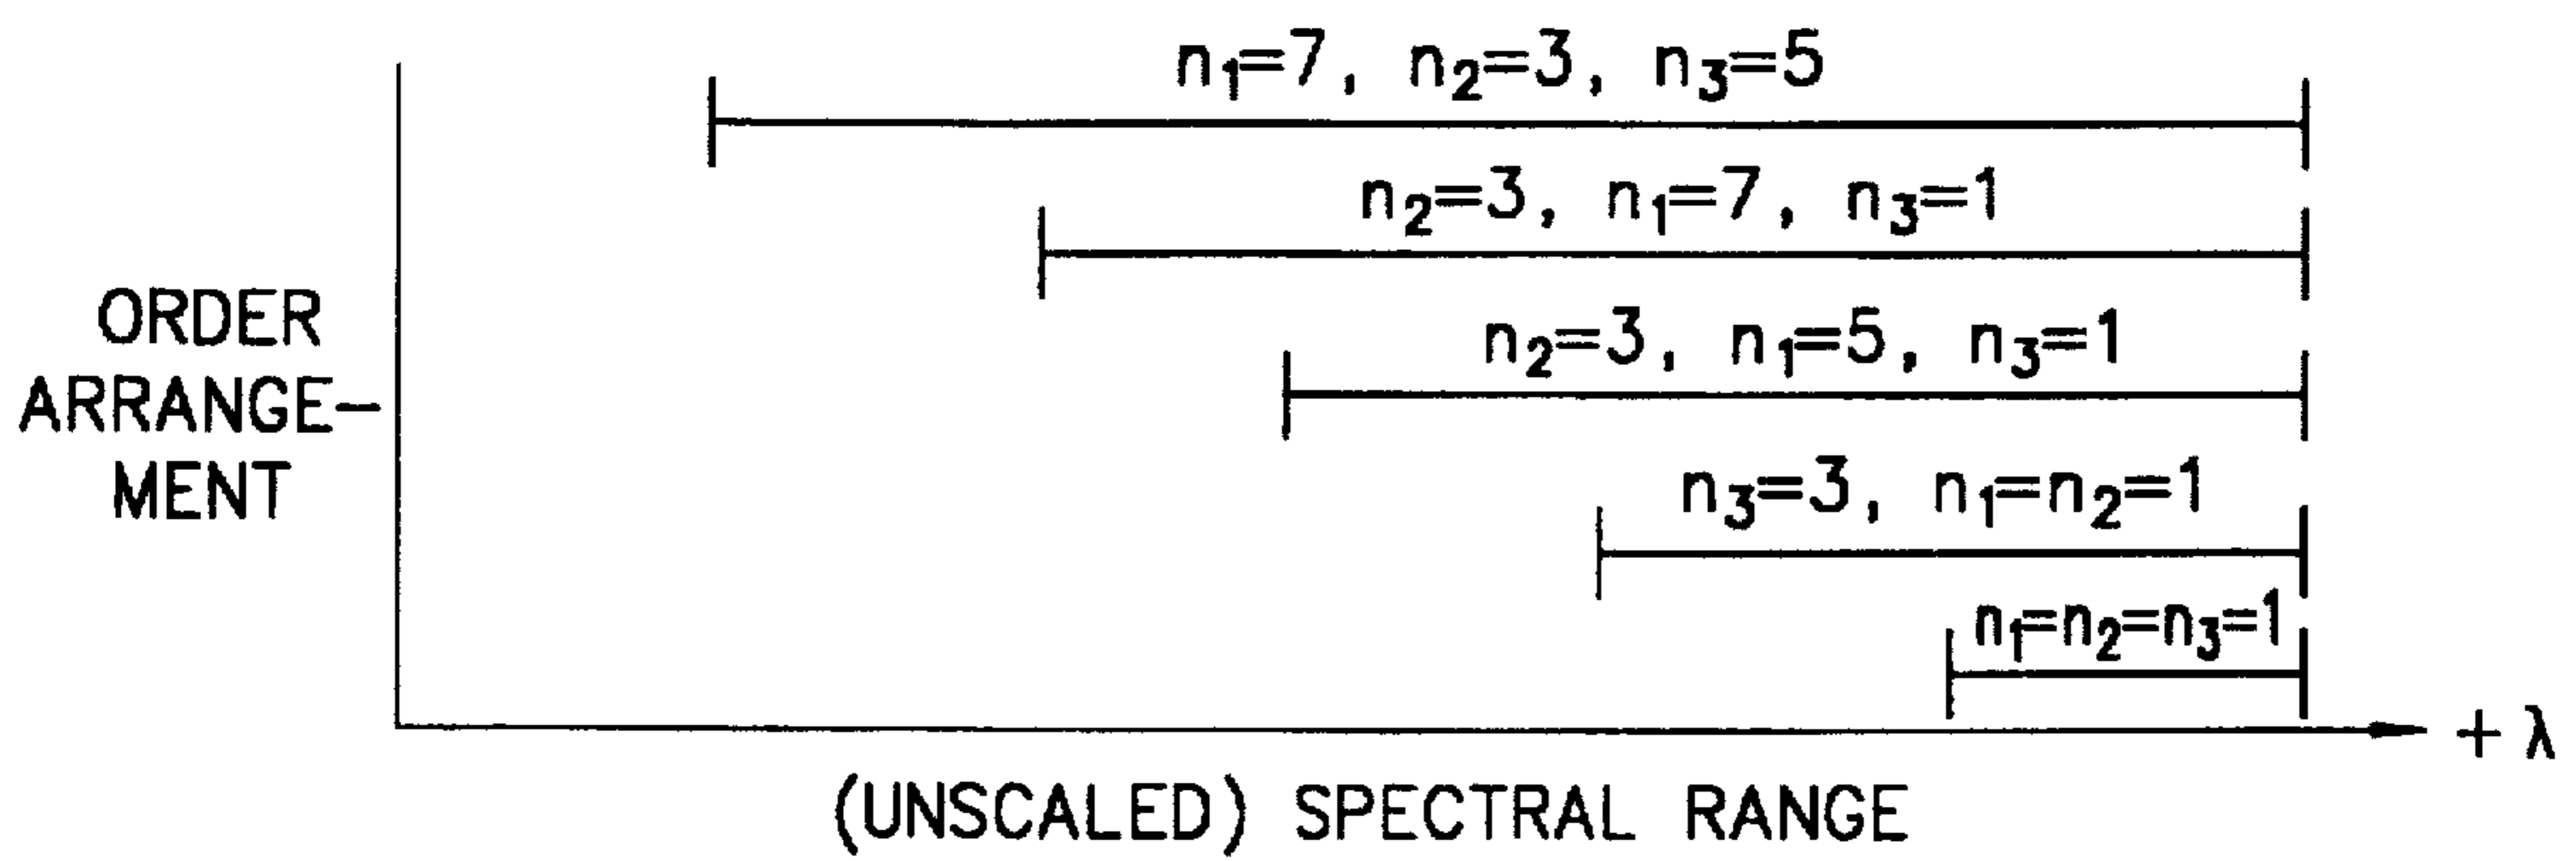 n₁=7, n₂=3, n₃=5
n₂=3, n₁=7, n₃=1
n₂=3, n₁=5, n₃=1
n₃=3, n₁=n₂=1
n₁=n₂=n₃=1
ORDER
ARRANGE-
MENT
+ λ
(UNSCALED) SPECTRAL RANGE